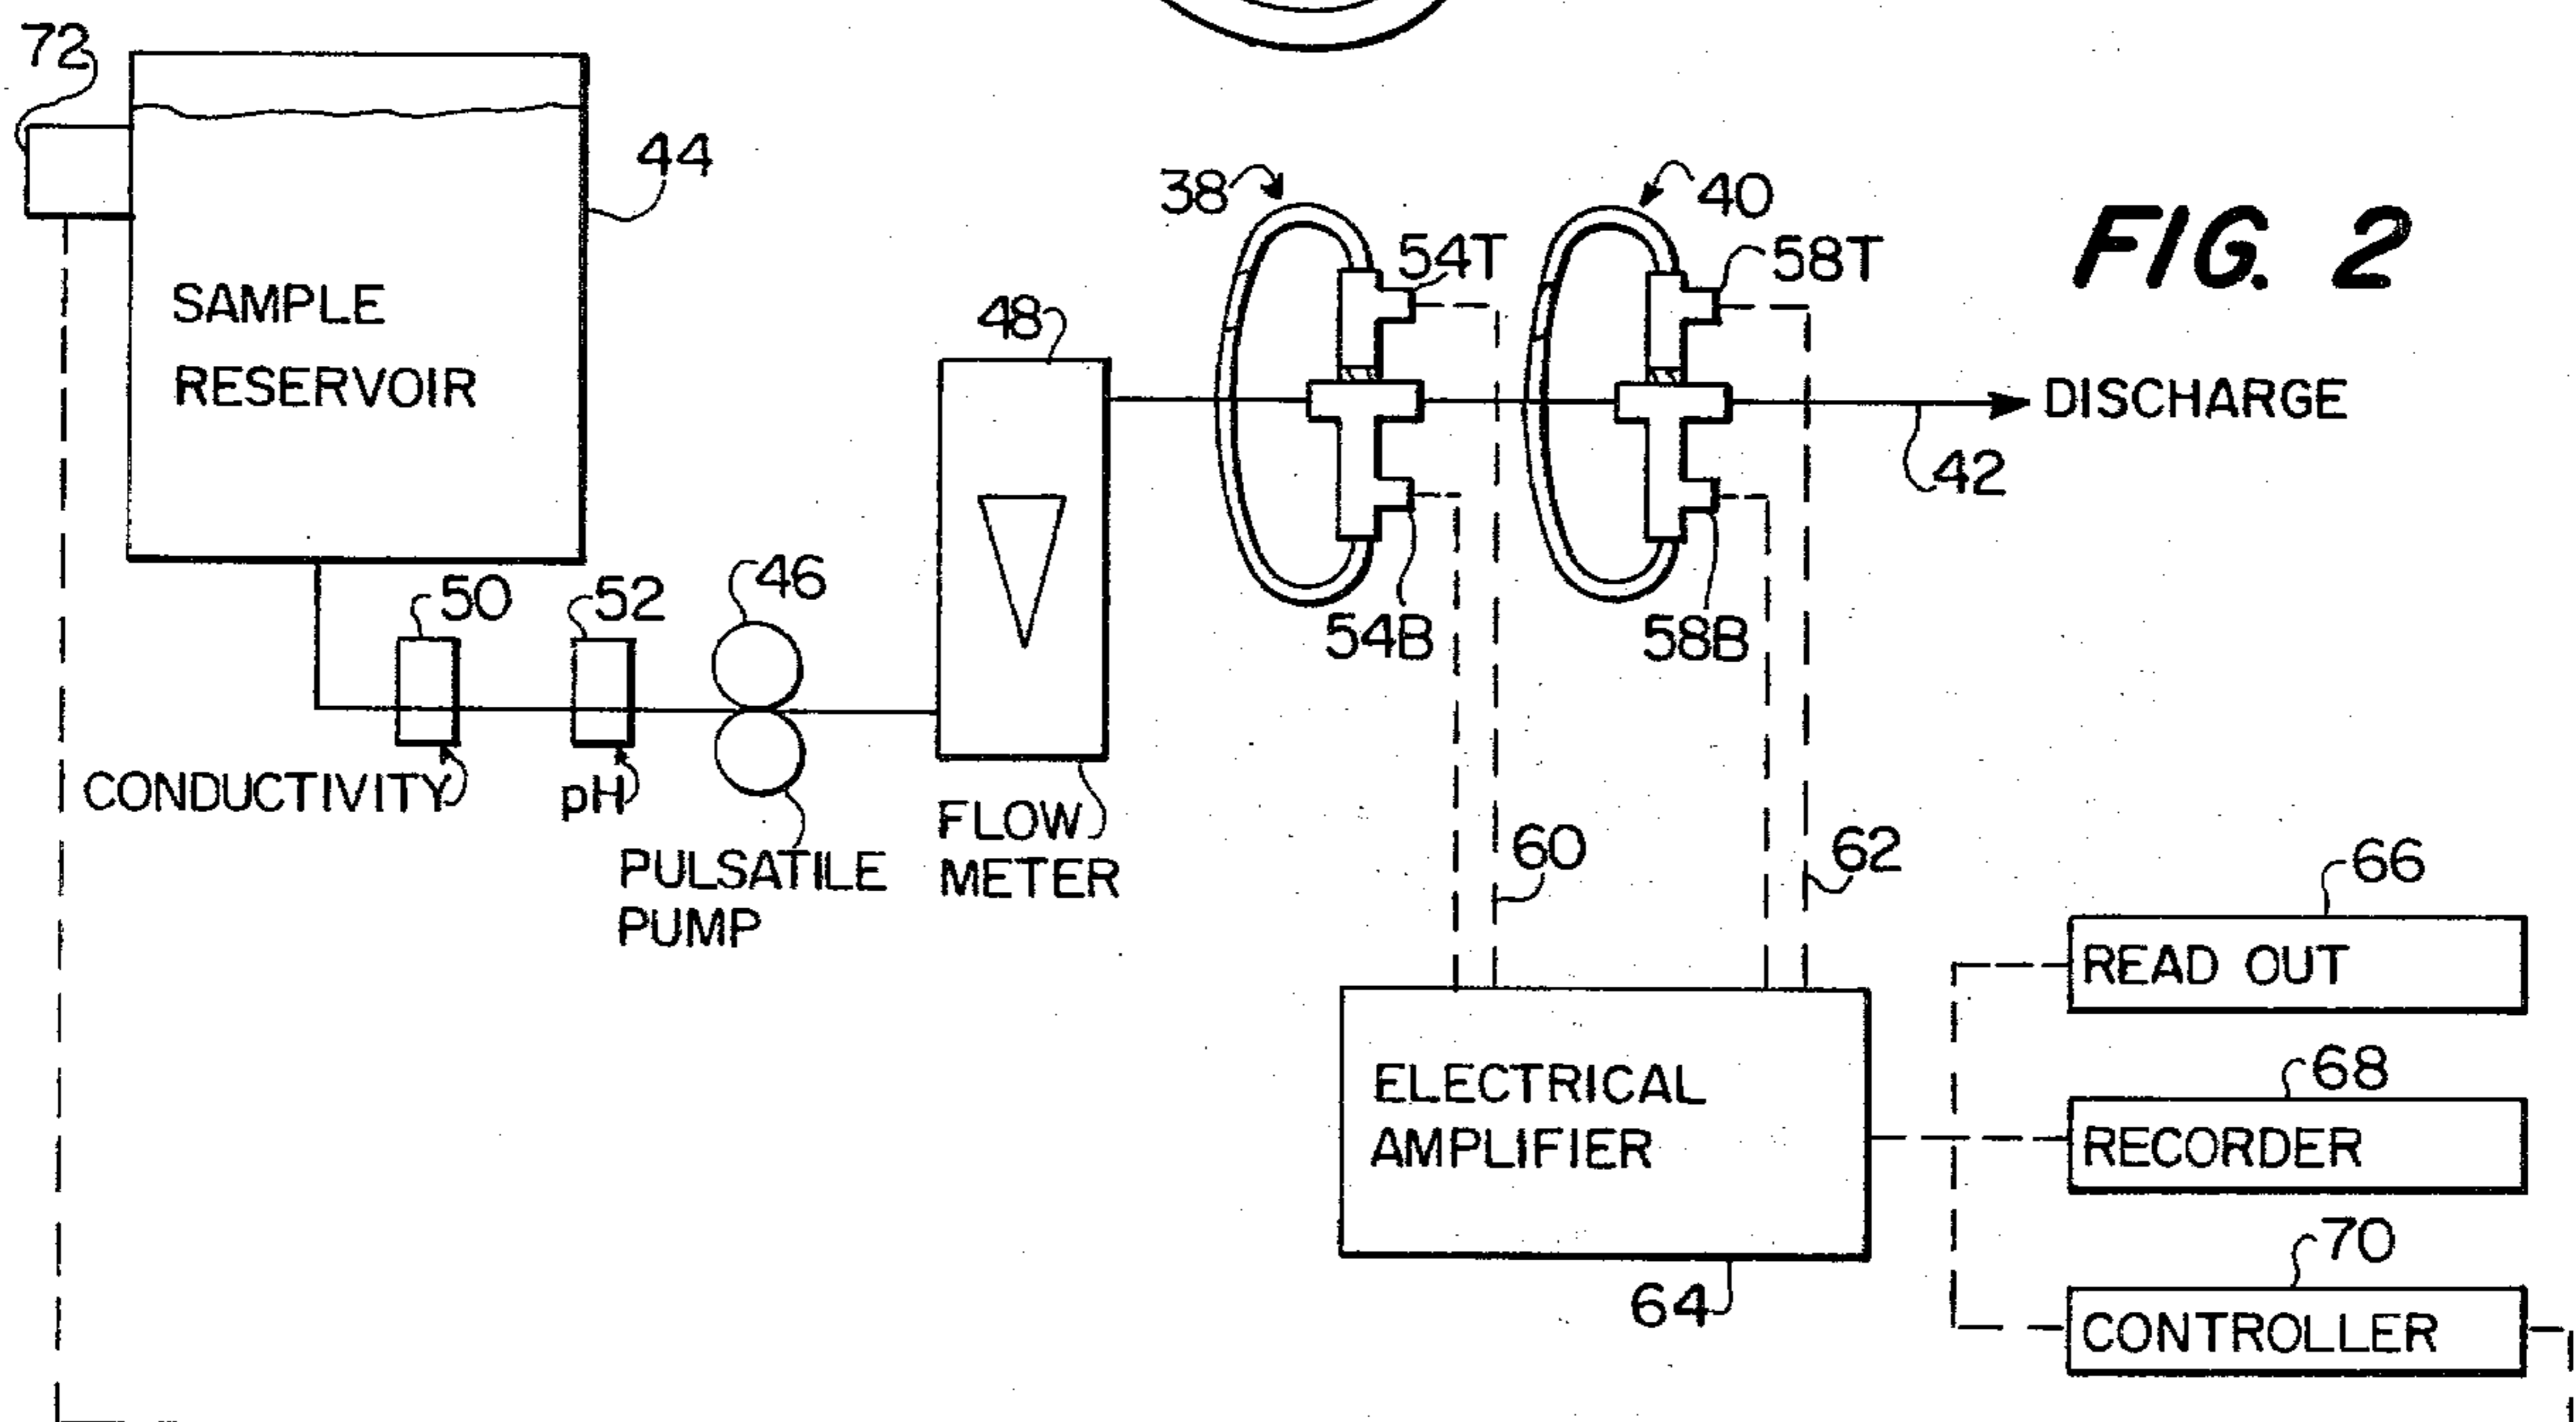 72
44
SAMPLE
RESERVOIR
38
40
54T
58T
FIG. 2
48
DISCHARGE
42
50
52
46
54B
58B
CONDUCTIVITY
pH
PULSATILE
PUMP
FLOW
METER
60
62
66
READ OUT
68
ELECTRICAL
AMPLIFIER
RECORDER
70
64
CONTROLLER